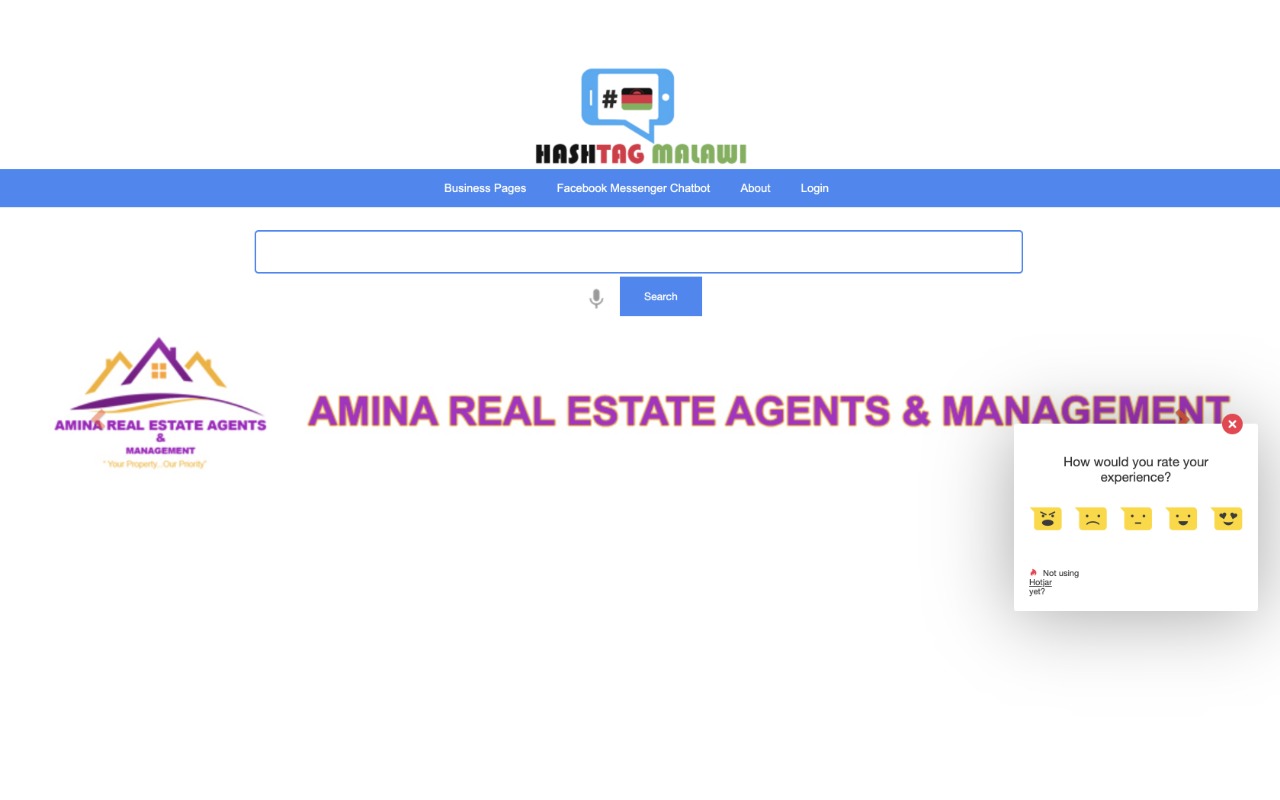 #
HASHTAG MALAWI
Business Pages Facebook Messenger Chatbot About Login
Search
AMINA REAL ESTATE AGENTS
&
MANAGEMENT
" Your Property...Our Priority"
AMINA REAL ESTATE AGENTS & MANAGEMENT
How would you rate your
experience?
Not using
Hotjar
yet?